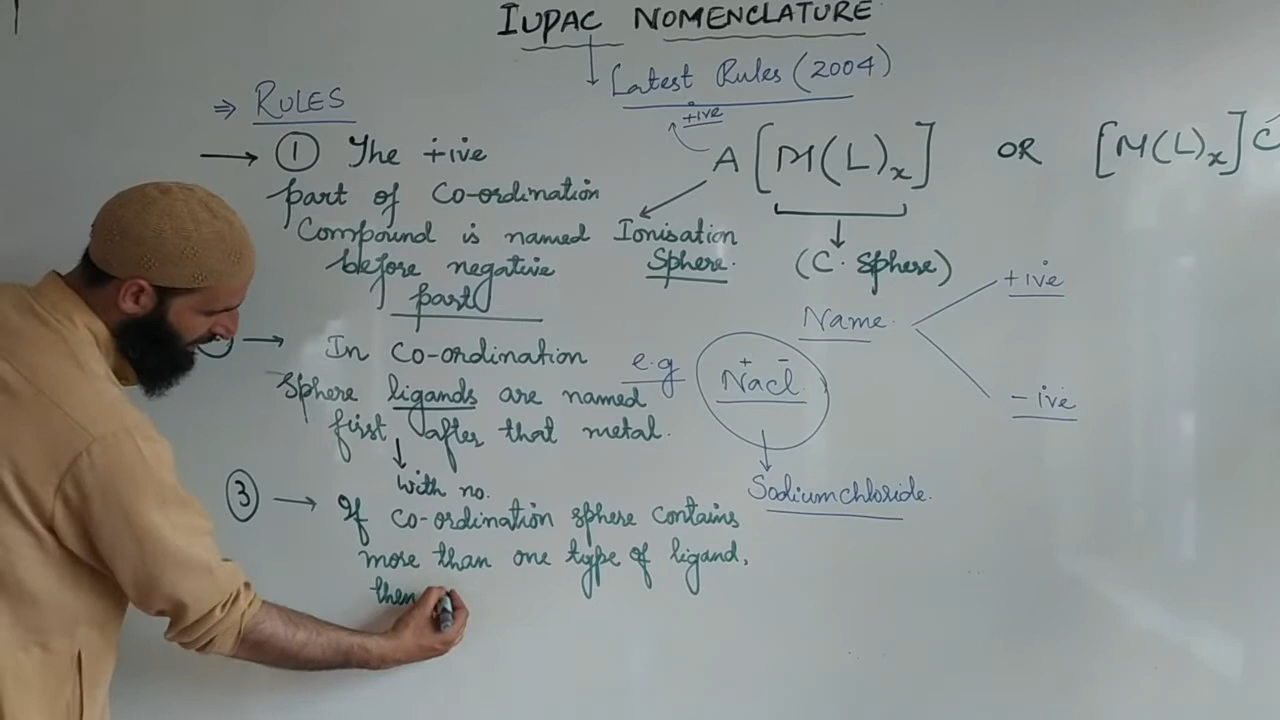 IUPAC NOMENCLATURE
Latest Rules (2004)
⇒ RULES
+ive
→ ① The +ive
part of Co-ordination
Compound is named
before negative
part
A [M(L)x] OR [M(L)x]
Ionisation
Sphere.
(C. Sphere)
Name
+ive
-ive
→ In Co-ordination
Sphere ligands are named
first after that metal.
with no.
e.g
+ -
Nacl
Sodiumchloride.
③ → If Co-ordination sphere contains
more than one type of ligand,
then